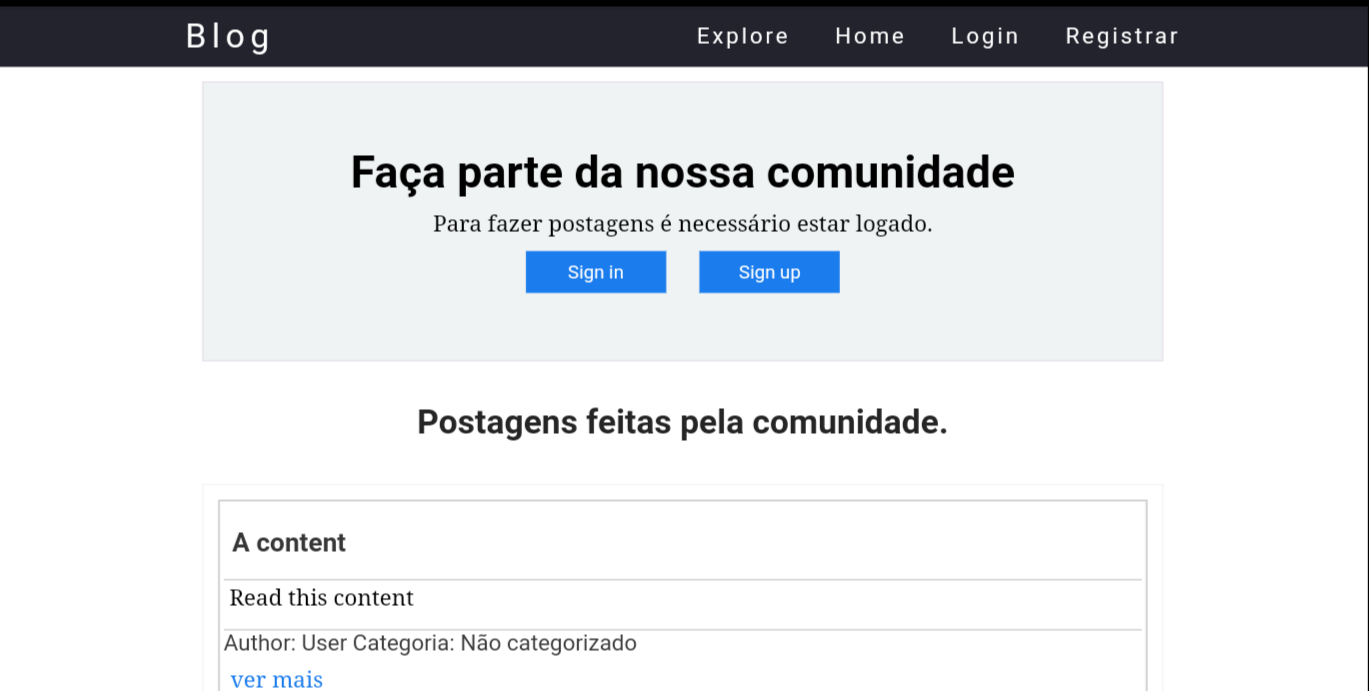 Blog Explore Home Login Registrar
Faça parte da nossa comunidade
Para fazer postagens é necessário estar logado.
Sign in Sign up
Postagens feitas pela comunidade.
A content
Read this content
Author: User Categoria: Não categorizado
ver mais